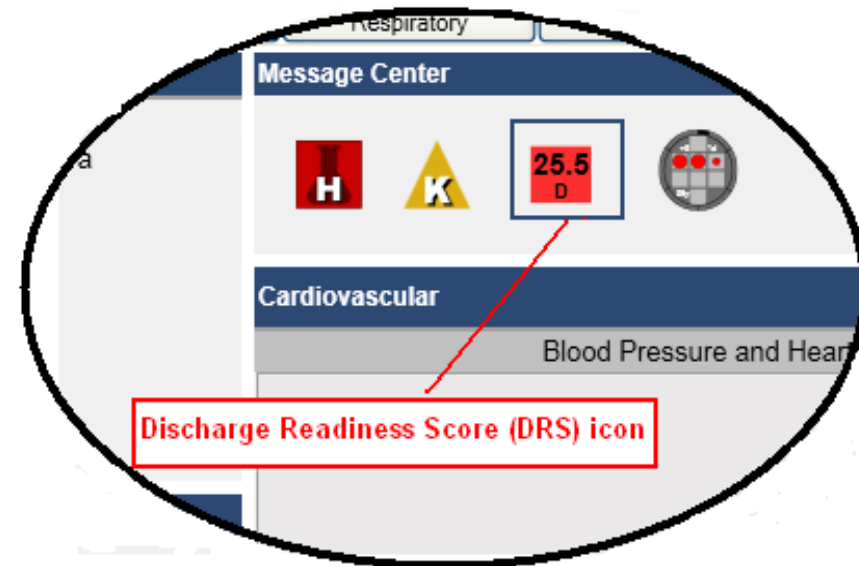 Respiratory
Message Center
a
H
K
25.5
D
Cardiovascular
Blood Pressure and Hear
Discharge Readiness Score (DRS) icon